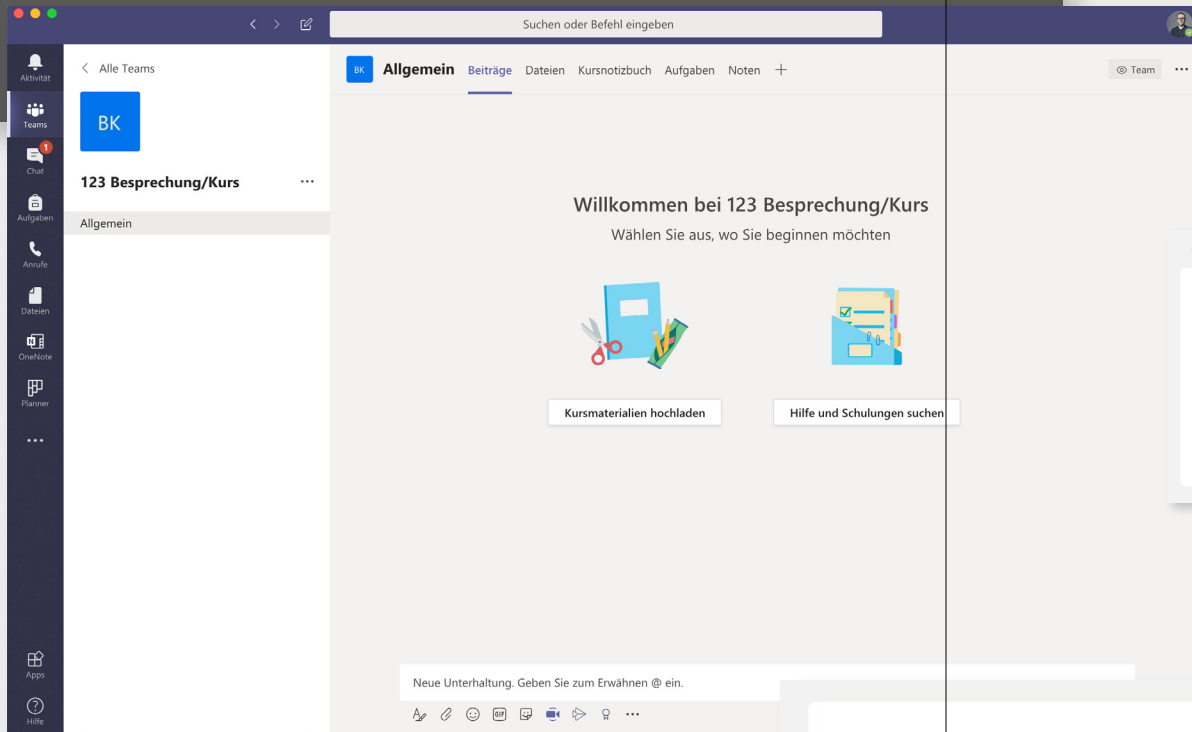 Suchen oder Befehl eingeben
Aktivität
Teams
1
Chat
Aufgaben
Anrufe
Dateien
OneNote
Planner
Apps
Hilfe
Alle Teams
BK
123 Besprechung/Kurs
Allgemein
BK Allgemein Beiträge Dateien Kursnotizbuch Aufgaben Noten
Team
Willkommen bei 123 Besprechung/Kurs
Wählen Sie aus, wo Sie beginnen möchten
Kursmaterialien hochladen
Hilfe und Schulungen suchen
Neue Unterhaltung. Geben Sie zum Erwähnen @ ein.
GIF